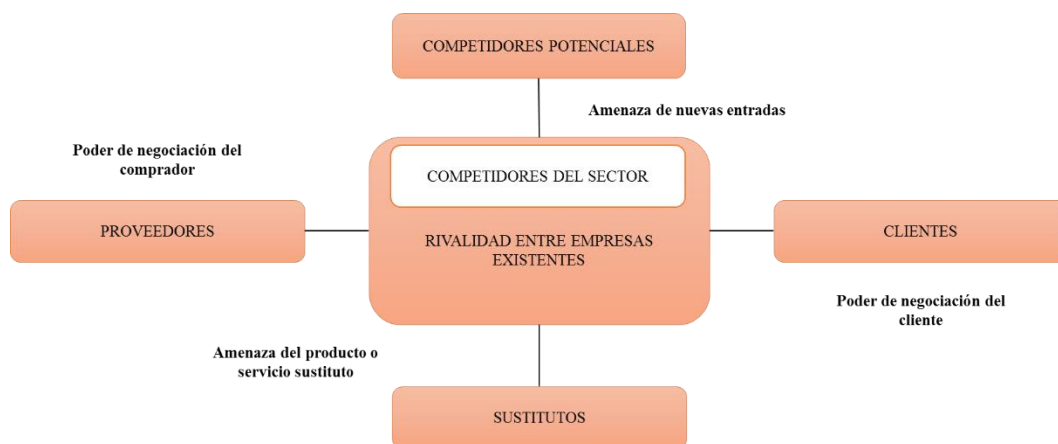 COMPETIDORES POTENCIALES
Amenaza de nuevas entradas
Poder de negociación del
comprador
COMPETIDORES DEL SECTOR
PROVEEDORES
RIVALIDAD ENTRE EMPRESAS
EXISTENTES
CLIENTES
Poder de negociación del
cliente
Amenaza del producto o
servicio sustituto
SUSTITUTOS